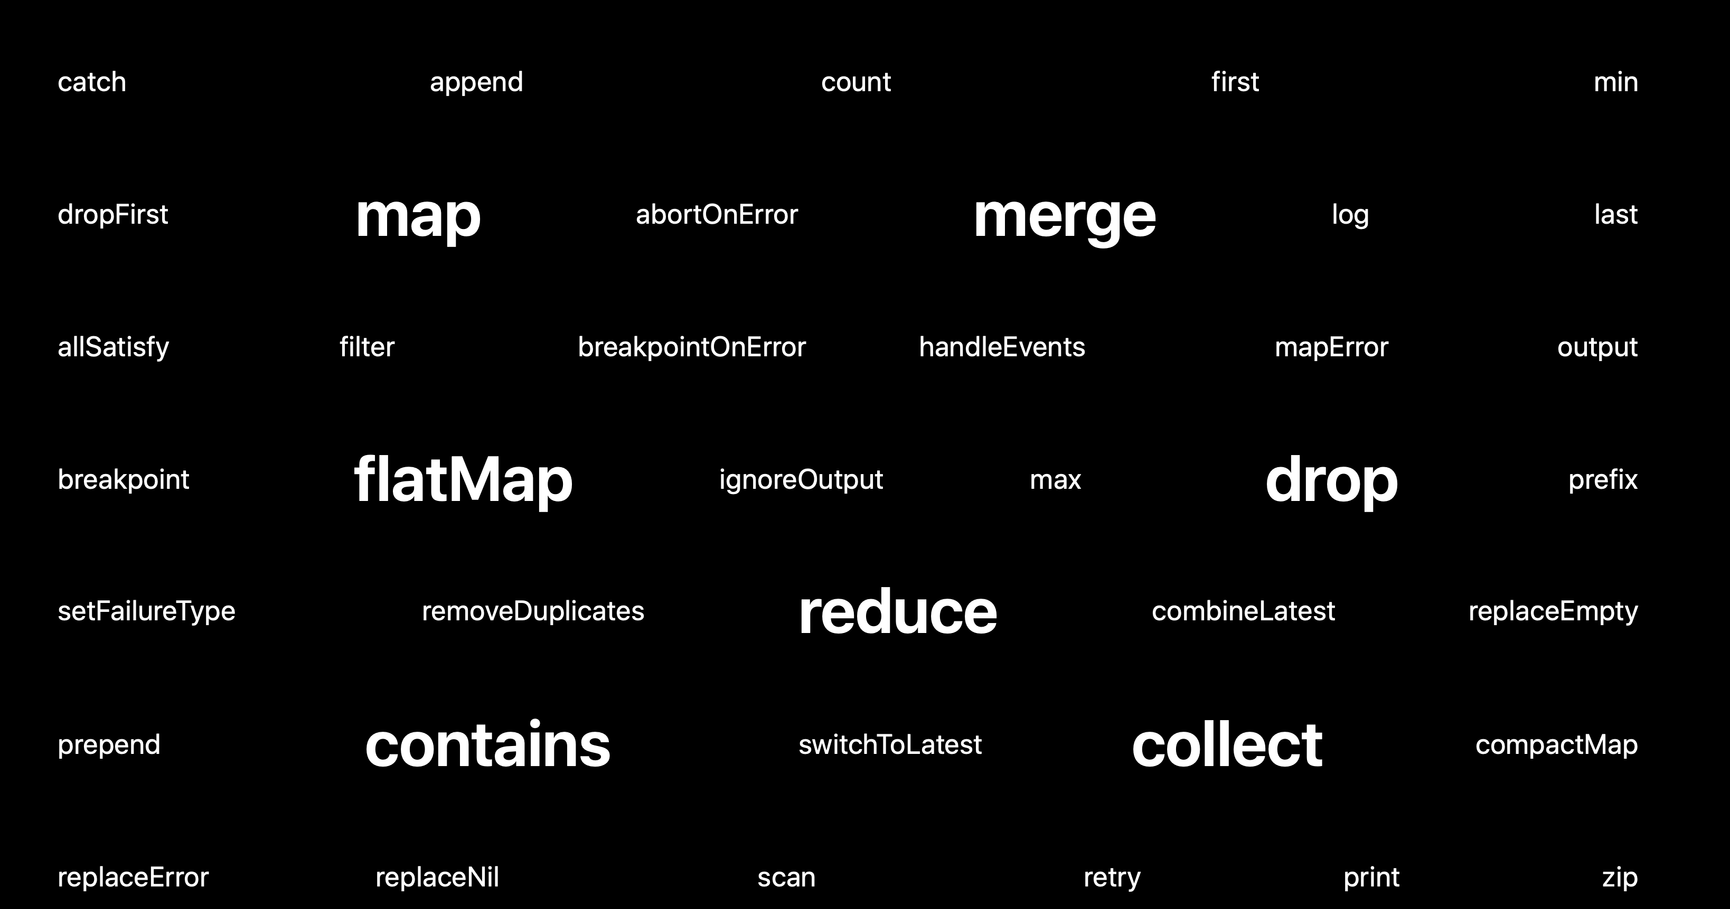 catch append count first min
dropFirst map abortOnError merge log last
allSatisfy filter breakpointOnError handleEvents mapError output
breakpoint flatMap ignoreOutput max drop prefix
setFailureType removeDuplicates reduce combineLatest replaceEmpty
prepend contains switchToLatest collect compactMap
replaceError replaceNil scan retry print zip